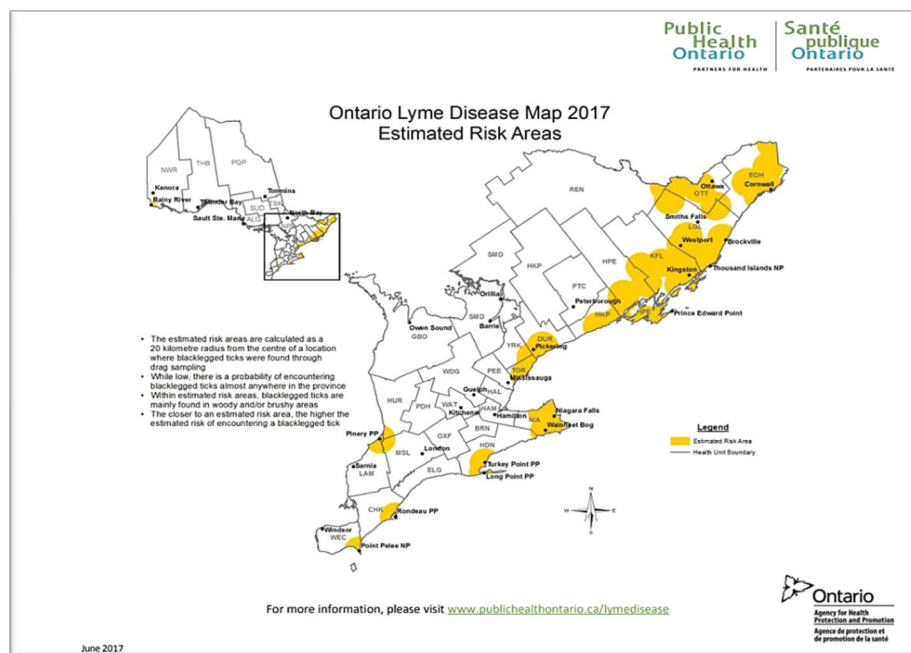 Public Health Ontario
PARTNERS FOR HEALTH
Santé publique Ontario
PARTENAIRES POUR LA SANTÉ
Ontario Lyme Disease Map 2017
Estimated Risk Areas
NWR
THB
PQP
Kenora
Rainy River
Thunder Bay
Timmins
TSK
SUD
ALG
Sault Ste. Marie
North Bay
REN
OTT
Ottawa
EOH
Cornwall
Smiths Falls
LGL
Westport
Brockville
KFL
Kingston
Thousand Islands NP
HPE
HPE
Prince Edward Point
SMD
HKP
PTC
Peterborough
HKP
Orillia
SMD
Barrie
Owen Sound
GBO
YRK
DUR
Pickering
PEE
TOR
Mississauga
WDG
Guelph
HAL
HUR
PDH
WAT
Kitchener
HAM
Hamilton
Niagara Falls
NIA
Wainfleet Bog
BRN
OXF
HDN
Pinery PP
MSL
London
Turkey Point PP
Long Point PP
Sarnia
LAM
ELG
CHK
Rondeau PP
Windsor
WEC
Point Pelee NP
• The estimated risk areas are calculated as a
20 kilometre radius from the centre of a location
where blacklegged ticks were found through
drag sampling
• While low, there is a probability of encountering
blacklegged ticks almost anywhere in the province
• Within estimated risk areas, blacklegged ticks are
mainly found in woody and/or brushy areas
• The closer to an estimated risk area, the higher the
estimated risk of encountering a blacklegged tick
Legend
Estimated Risk Area
Health Unit Boundary
N
W
E
S
For more information, please visit www.publichealthontario.ca/lymedisease
Ontario
Agency for Health
Protection and Promotion
Agence de protection et
de promotion de la santé
June 2017